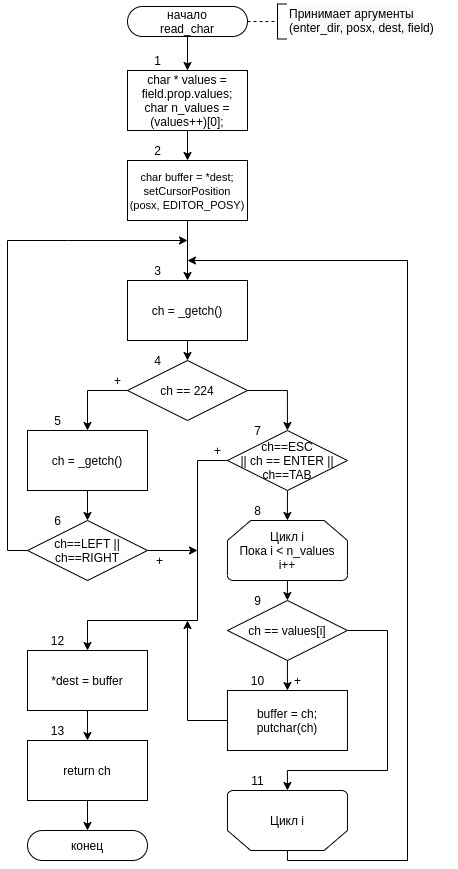 начало
read_char
Принимает аргументы
(enter_dir, posx, dest, field)
1
char * values =
field.prop.values;
char n_values =
(values++)[0];
2
char buffer = *dest;
setCursorPosition
(posx, EDITOR_POSY)
3
ch = _getch()
4
ch == 224
+
5
ch = _getch()
6
ch==LEFT ||
ch==RIGHT
+
7
+
ch==ESC
|| ch == ENTER ||
ch==TAB
8
Цикл i
Пока i < n_values
i++
9
ch == values[i]
10
+
buffer = ch;
putchar(ch)
11
Цикл i
12
*dest = buffer
13
return ch
конец